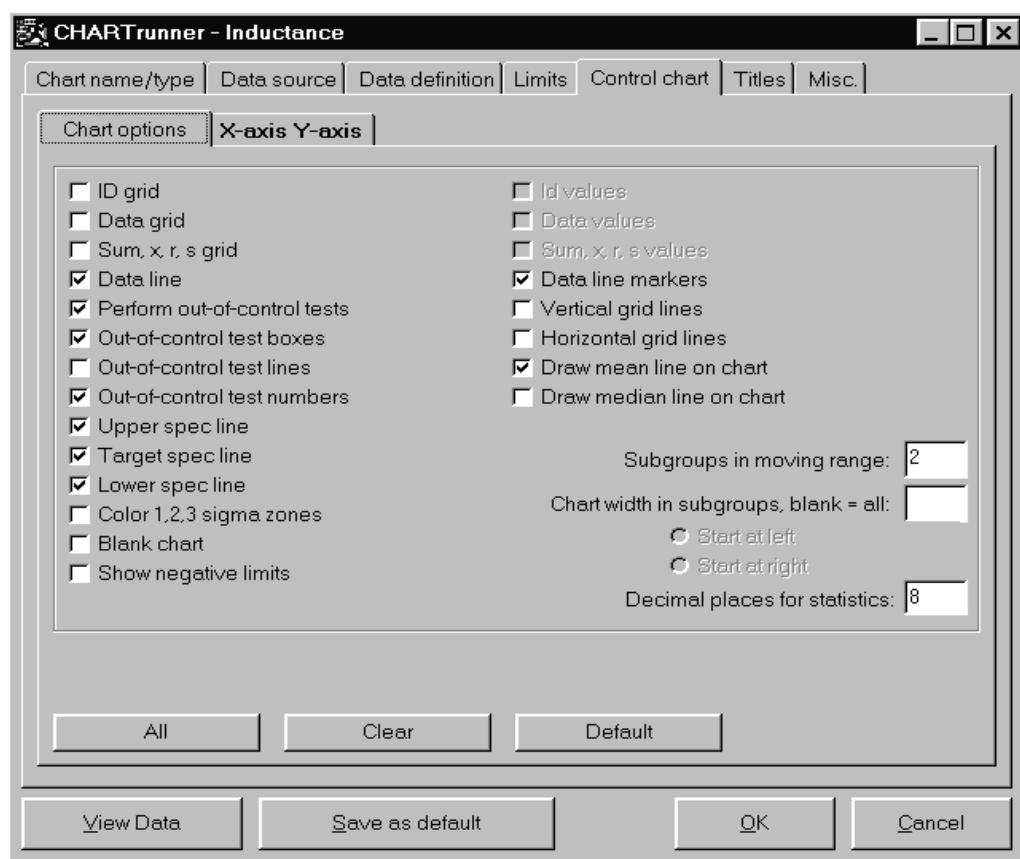 CHARTrunner - Inductance
Chart name/type Data source Data definition Limits Control chart Titles Misc.
Chart options X-axis Y-axis
ID grid
Data grid
Sum, x, r, s grid
Data line
Perform out-of-control tests
Out-of-control test boxes
Out-of-control test lines
Out-of-control test numbers
Upper spec line
Target spec line
Lower spec line
Color 1,2,3 sigma zones
Blank chart
Show negative limits
Id values
Data values
Sum, x, r, s values
Data line markers
Vertical grid lines
Horizontal grid lines
Draw mean line on chart
Draw median line on chart
Subgroups in moving range: 2
Chart width in subgroups, blank = all:
Start at left
Start at right
Decimal places for statistics: 8
All Clear Default
View Data Save as default OK Cancel